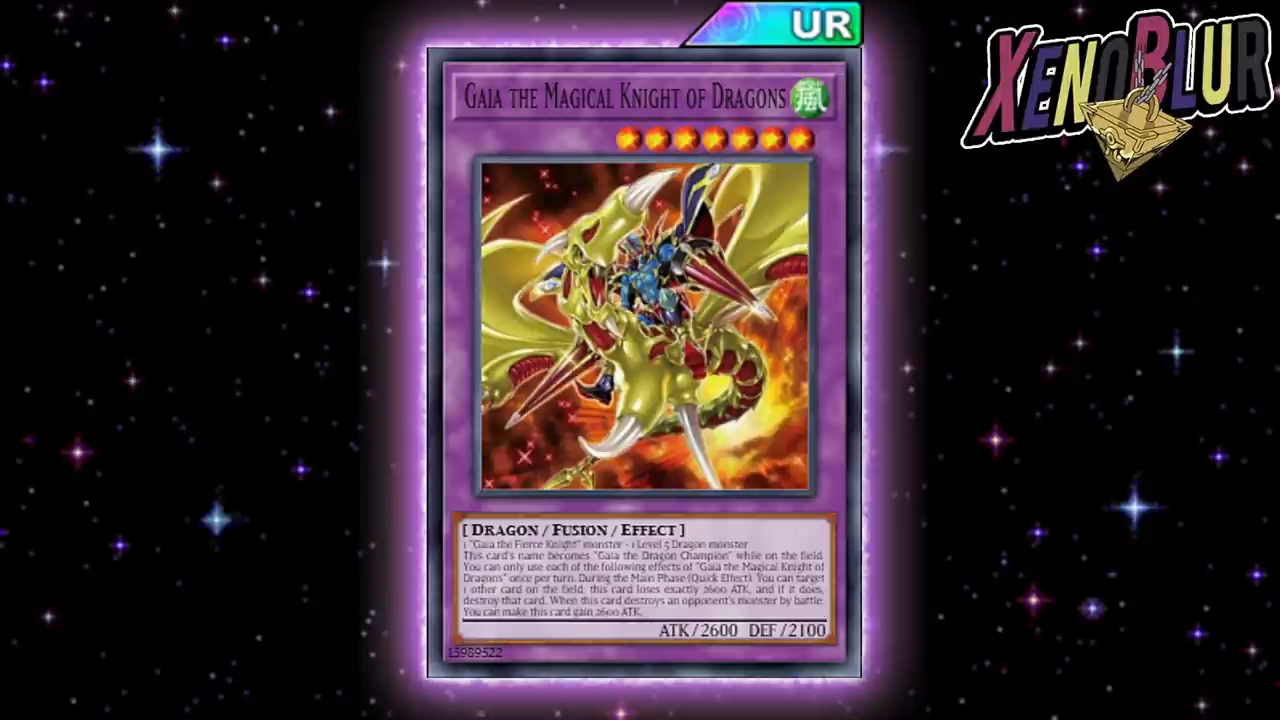 UR
XENOBLUR
GAIA THE MAGICAL KNIGHT OF DRAGONS 風
[ DRAGON / FUSION / EFFECT ]
1 "Gaia the Fierce Knight" monster + 1 Level 5 Dragon monster
This card's name becomes "Gaia the Dragon Champion" while on the field.
You can only use each of the following effects of "Gaia the Magical Knight of
Dragons" once per turn. During the Main Phase (Quick Effect): You can target
1 other card on the field; this card loses exactly 2600 ATK, and if it does,
destroy that card. When this card destroys an opponent's monster by battle:
You can make this card gain 2600 ATK.
ATK/2600 DEF/2100
13989522